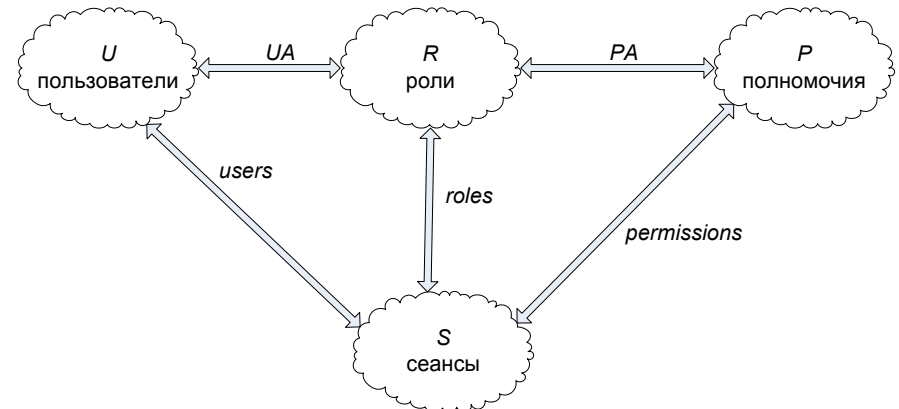 U
пользователи
UA
R
роли
PA
P
полномочия
users
roles
permissions
S
сеансы